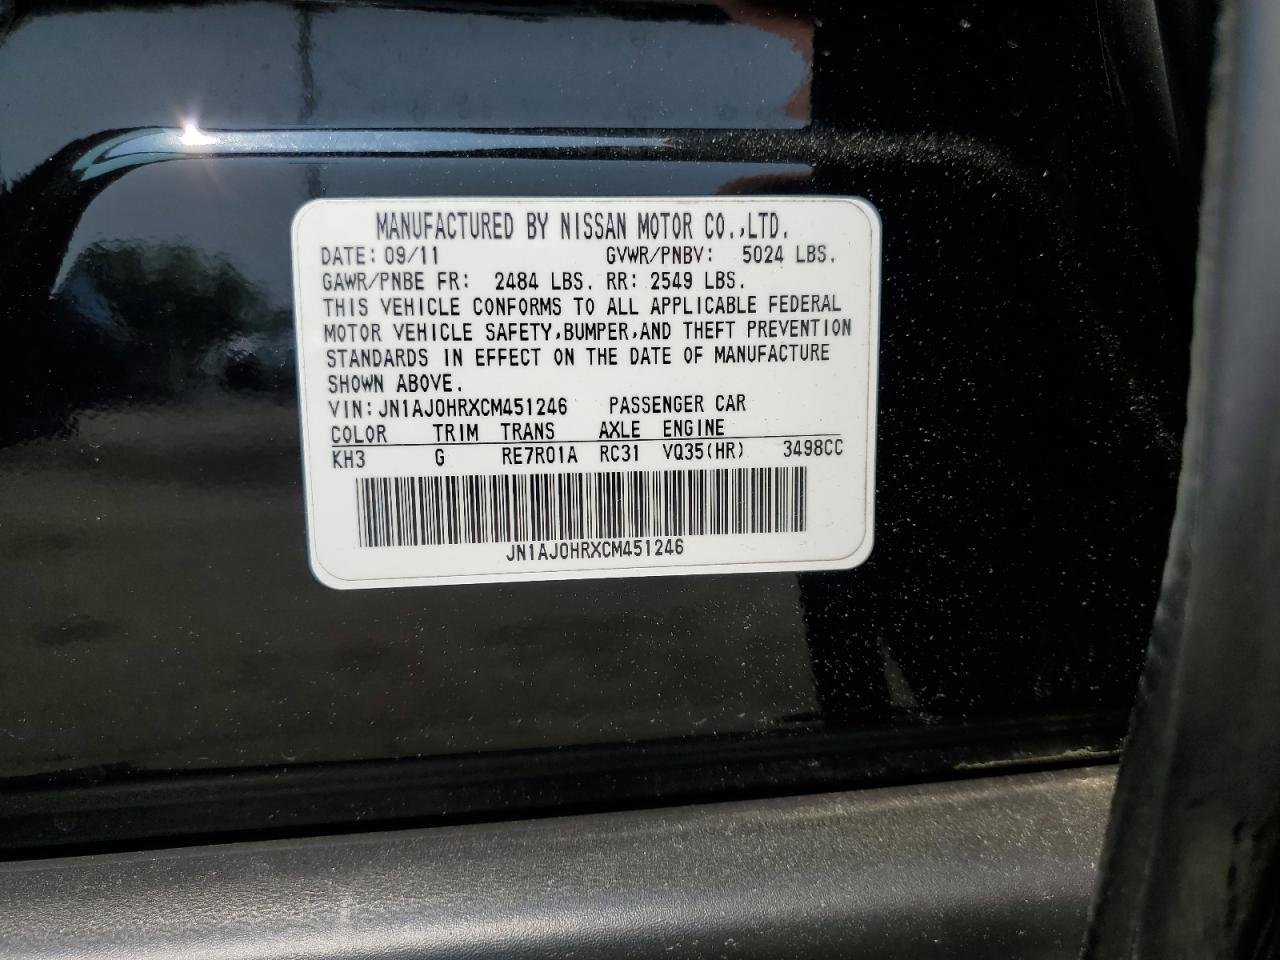 MANUFACTURED BY NISSAN MOTOR CO.,LTD.
DATE: 09/11 GVWR/PNBV: 5024 LBS.
GAWR/PNBE FR: 2484 LBS. RR: 2549 LBS.
THIS VEHICLE CONFORMS TO ALL APPLICABLE FEDERAL
MOTOR VEHICLE SAFETY,BUMPER,AND THEFT PREVENTION
STANDARDS IN EFFECT ON THE DATE OF MANUFACTURE
SHOWN ABOVE.
VIN:JN1AJ0HRXCM451246 PASSENGER CAR
COLOR TRIM TRANS AXLE ENGINE
KH3 G RE7R01A RC31 VQ35(HR) 3498CC
JN1AJ0HRXCM451246